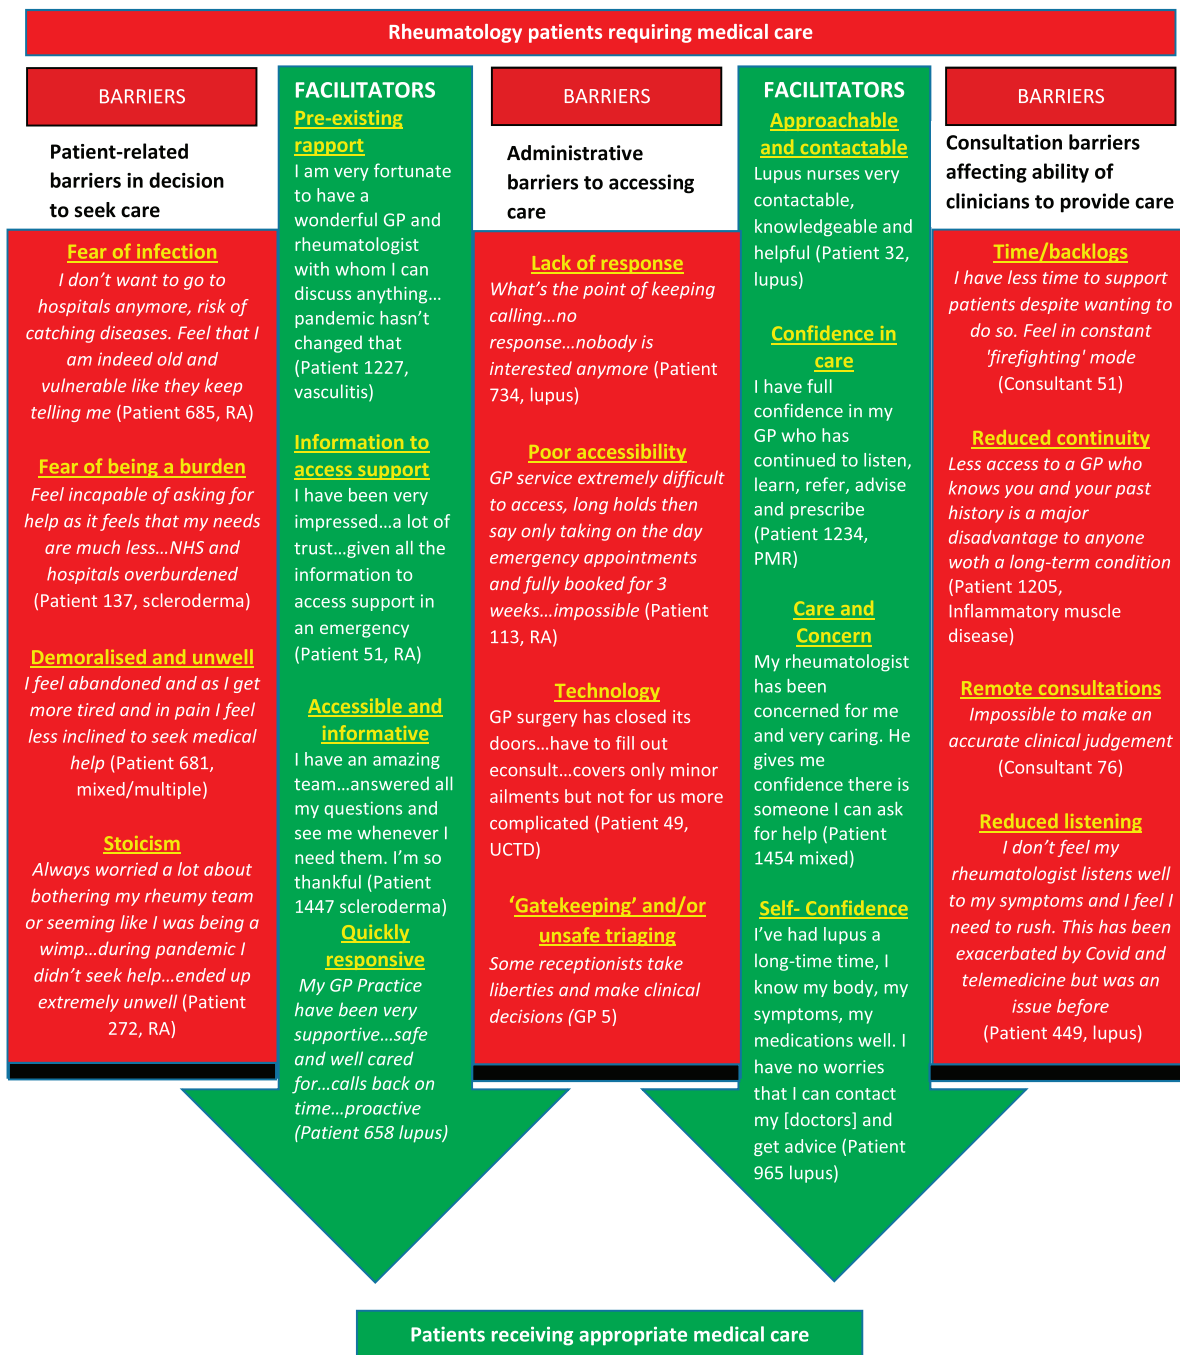 Rheumatology patients requiring medical care
BARRIERS
Patient-related
barriers in decision
to seek care
Fear of infection
I don't want to go to
hospitals anymore, risk of
catching diseases. Feel that I
am indeed old and
vulnerable like they keep
telling me (Patient 685, RA)
Fear of being a burden
Feel incapable of asking for
help as it feels that my needs
are much less…NHS and
hospitals overburdened
(Patient 137, scleroderma)
Demoralised and unwell
I feel abandoned and as I get
more tired and in pain I feel
less inclined to seek medical
help (Patient 681,
mixed/multiple)
Stoicism
Always worried a lot about
bothering my rheumy team
or seeming like I was being a
wimp…during pandemic I
didn't seek help…ended up
extremely unwell (Patient
272, RA)
FACILITATORS
Pre-existing
rapport
I am very fortunate
to have a
wonderful GP and
rheumatologist
with whom I can
discuss anything…
pandemic hasn't
changed that
(Patient 1227,
vasculitis)
Information to
access support
I have been very
impressed…a lot of
trust…given all the
information to
access support in
an emergency
(Patient 51, RA)
Accessible and
informative
I have an amazing
team…answered all
my questions and
see me whenever I
need them. I'm so
thankful (Patient
1447 scleroderma)
Quickly
responsive
My GP Practice
have been very
supportive…safe
and well cared
for…calls back on
time…proactive
(Patient 658 lupus)
BARRIERS
Administrative
barriers to accessing
care
Lack of response
What's the point of keeping
calling…no
response…nobody is
interested anymore (Patient
734, lupus)
Poor accessibility
GP service extremely difficult
to access, long holds then
say only taking on the day
emergency appointments
and fully booked for 3
weeks…impossible (Patient
113, RA)
Technology
GP surgery has closed its
doors…have to fill out
econsult…covers only minor
ailments but not for us more
complicated (Patient 49,
UCTD)
‘Gatekeeping’ and/or
unsafe triaging
Some receptionists take
liberties and make clinical
decisions (GP 5)
FACILITATORS
Approachable
and contactable
Lupus nurses very
contactable,
knowledgeable and
helpful (Patient 32,
lupus)
Confidence in
care
I have full
confidence in my
GP who has
continued to listen,
learn, refer, advise
and prescribe
(Patient 1234,
PMR)
Care and
Concern
My rheumatologist
has been
concerned for me
and very caring. He
gives me
confidence there is
someone I can ask
for help (Patient
1454 mixed)
Self- Confidence
I've had lupus a
long-time time, I
know my body, my
symptoms, my
medications well. I
have no worries
that I can contact
my [doctors] and
get advice (Patient
965 lupus)
BARRIERS
Consultation barriers
affecting ability of
clinicians to provide care
Time/backlogs
I have less time to support
patients despite wanting to
do so. Feel in constant
'firefighting' mode
(Consultant 51)
Reduced continuity
Less access to a GP who
knows you and your past
history is a major
disadvantage to anyone
woth a long-term condition
(Patient 1205,
Inflammatory muscle
disease)
Remote consultations
Impossible to make an
accurate clinical judgement
(Consultant 76)
Reduced listening
I don't feel my
rheumatologist listens well
to my symptoms and I feel I
need to rush. This has been
exacerbated by Covid and
telemedicine but was an
issue before
(Patient 449, lupus)
Patients receiving appropriate medical care